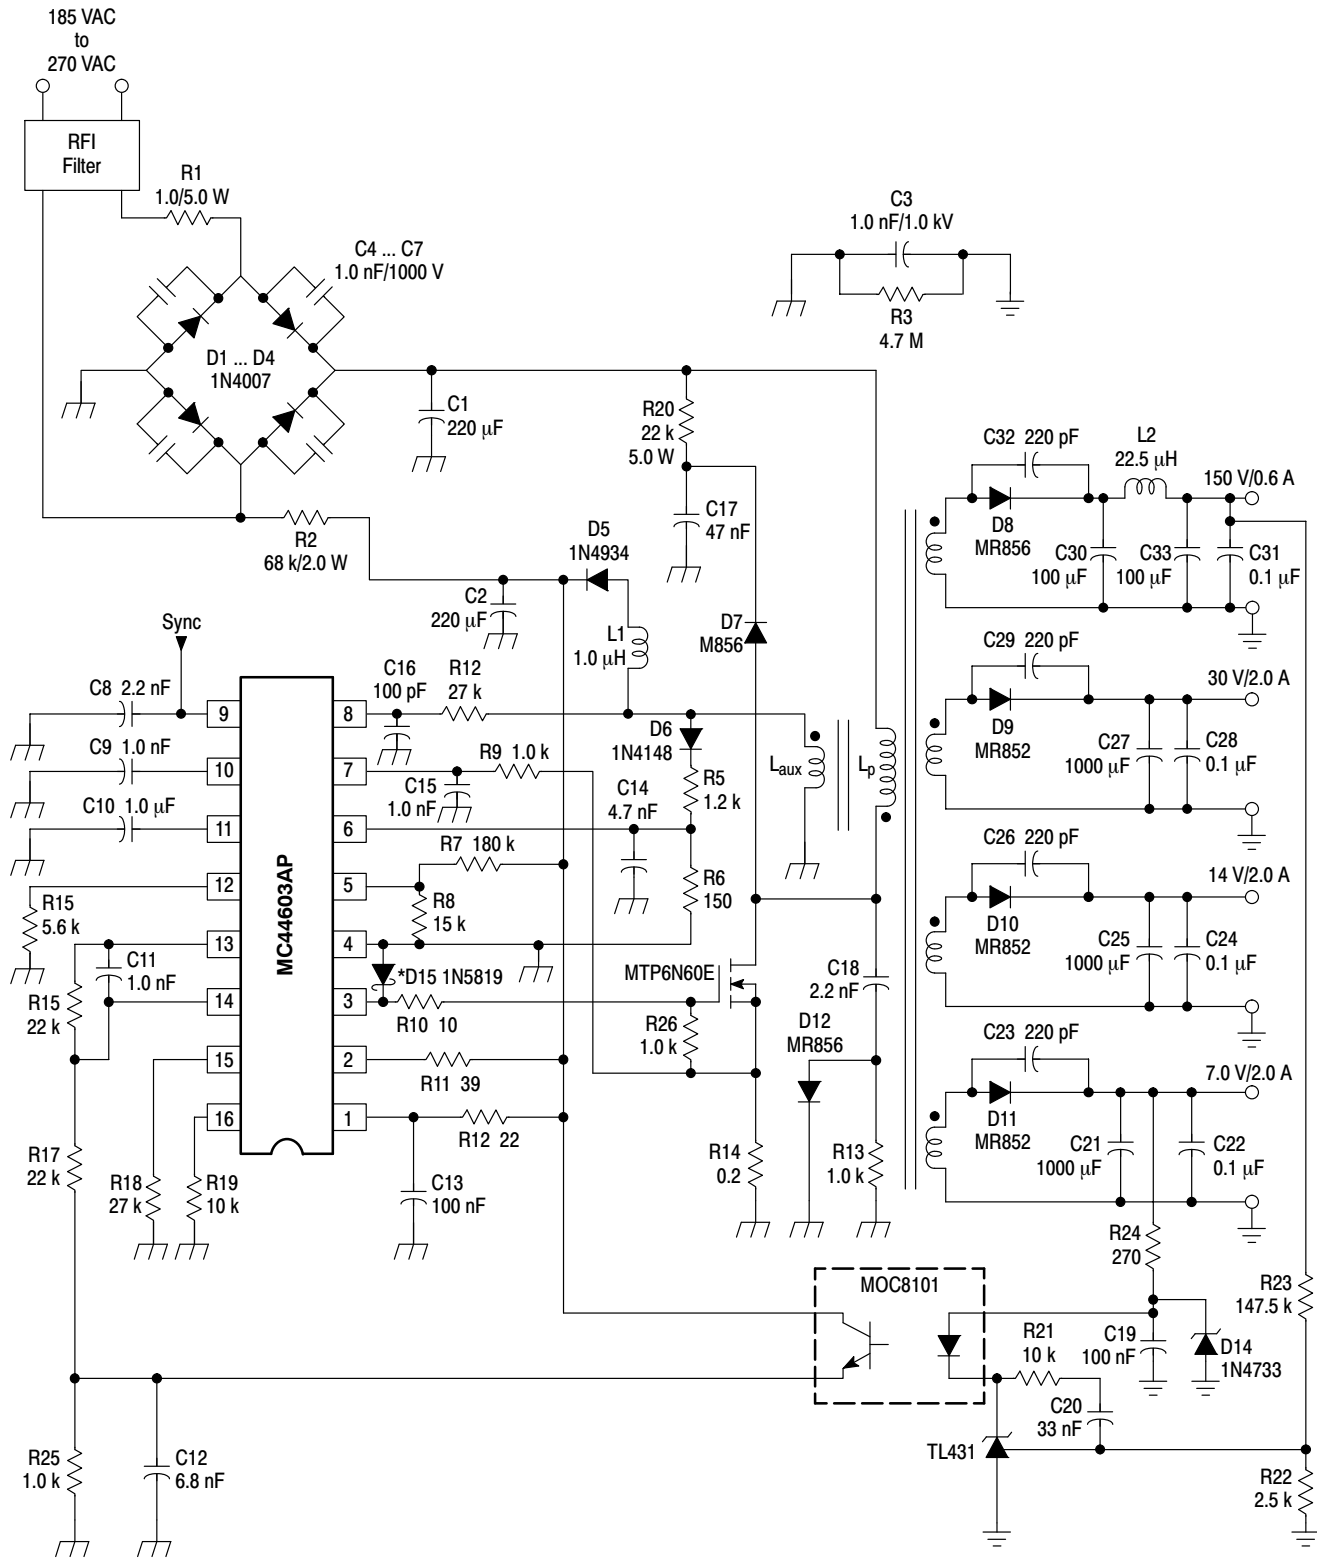 185 VAC
to
270 VAC
RFI
Filter
R1
1.0/5.0 W
C4 ... C7
1.0 nF/1000 V
D1 ... D4
1N4007
C3
1.0 nF/1.0 kV
R3
4.7 M
C1
220 µF
R20
22 k
5.0 W
C17
47 nF
R2
68 k/2.0 W
D5
1N4934
C2
220 µF
L1
1.0 µH
D7
M856
C32 220 pF
L2
22.5 µH
150 V/0.6 A
D8
MR856
C30
100 µF
C33
100 µF
C31
0.1 µF
Sync
C8 2.2 nF
9
8
C16
100 pF
R12
27 k
D6
1N4148
C9 1.0 nF
10
7
R9 1.0 k
C15
1.0 nF
C14
4.7 nF
R5
1.2 k
Laux
Lp
C29 220 pF
30 V/2.0 A
D9
MR852
C27
1000 µF
C28
0.1 µF
C10 1.0 µF
11
6
R7 180 k
MC44603AP
R15
5.6 k
12
5
R8
15 k
R6
150
C26 220 pF
14 V/2.0 A
D10
MR852
C25
1000 µF
C24
0.1 µF
13
4
C11
1.0 nF
*D15 1N5819
MTP6N60E
C18
2.2 nF
R15
22 k
14
3
R10 10
R26
1.0 k
D12
MR856
15
2
R11 39
C23 220 pF
7.0 V/2.0 A
D11
MR852
C21
1000 µF
C22
0.1 µF
16
1
R12 22
R17
22 k
R18
27 k
R19
10 k
C13
100 nF
R14
0.2
R13
1.0 k
R24
270
MOC8101
R23
147.5 k
R21
10 k
C19
100 nF
D14
1N4733
C20
33 nF
TL431
R25
1.0 k
C12
6.8 nF
R22
2.5 k